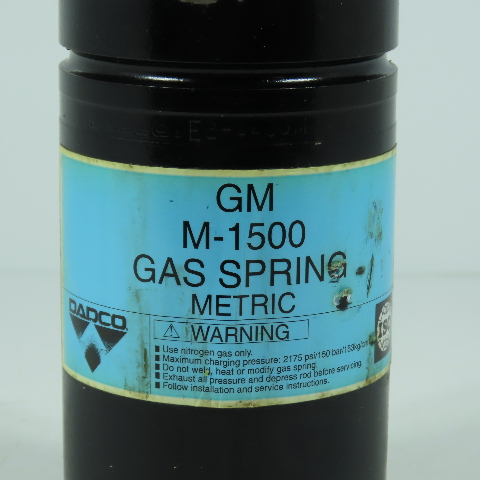 GM
M-1500
GAS SPRING
METRIC
DADCO
WARNING
Use nitrogen gas only.
Maximum charging pressure: 2175 psi/150 bar/153kg/cm
Do not weld, heat or modify gas spring.
Exhaust all pressure and depress rod before servicing.
Follow installation and service instructions.